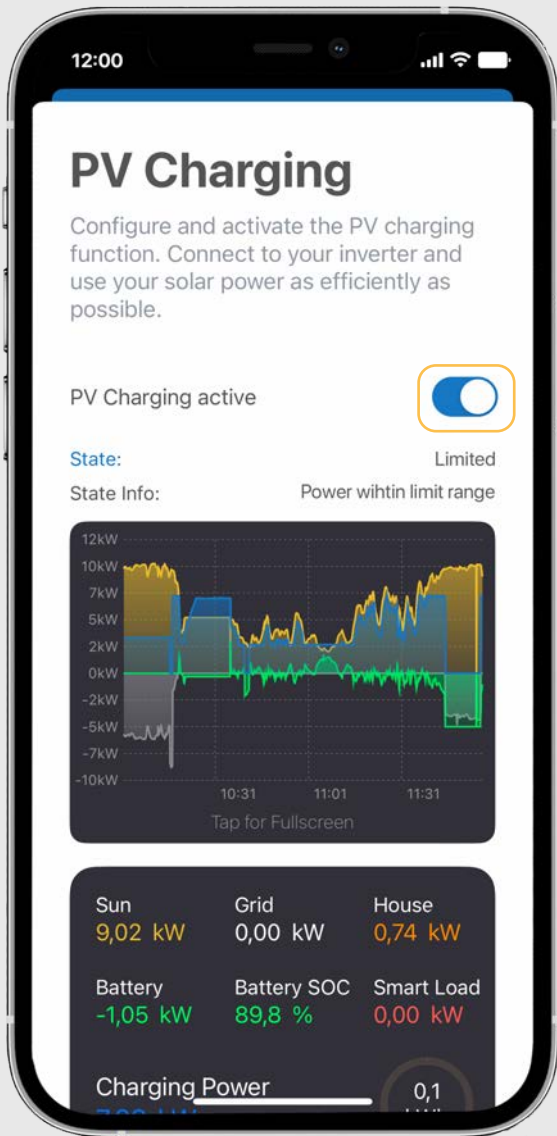 12:00
PV Charging
Configure and activate the PV charging
function. Connect to your inverter and
use your solar power as efficiently as
possible.
PV Charging active
State: Limited
State Info: Power wihtin limit range
12kW
10kW
7kW
5kW
2kW
0kW
-2kW
-5kW
-7kW
-10kW
10:31 11:01 11:31
Tap for Fullscreen
Sun Grid House
9,02 kW 0,00 kW 0,74 kW
Battery Battery SOC Smart Load
-1,05 kW 89,8 % 0,00 kW
Charging Power 0,1